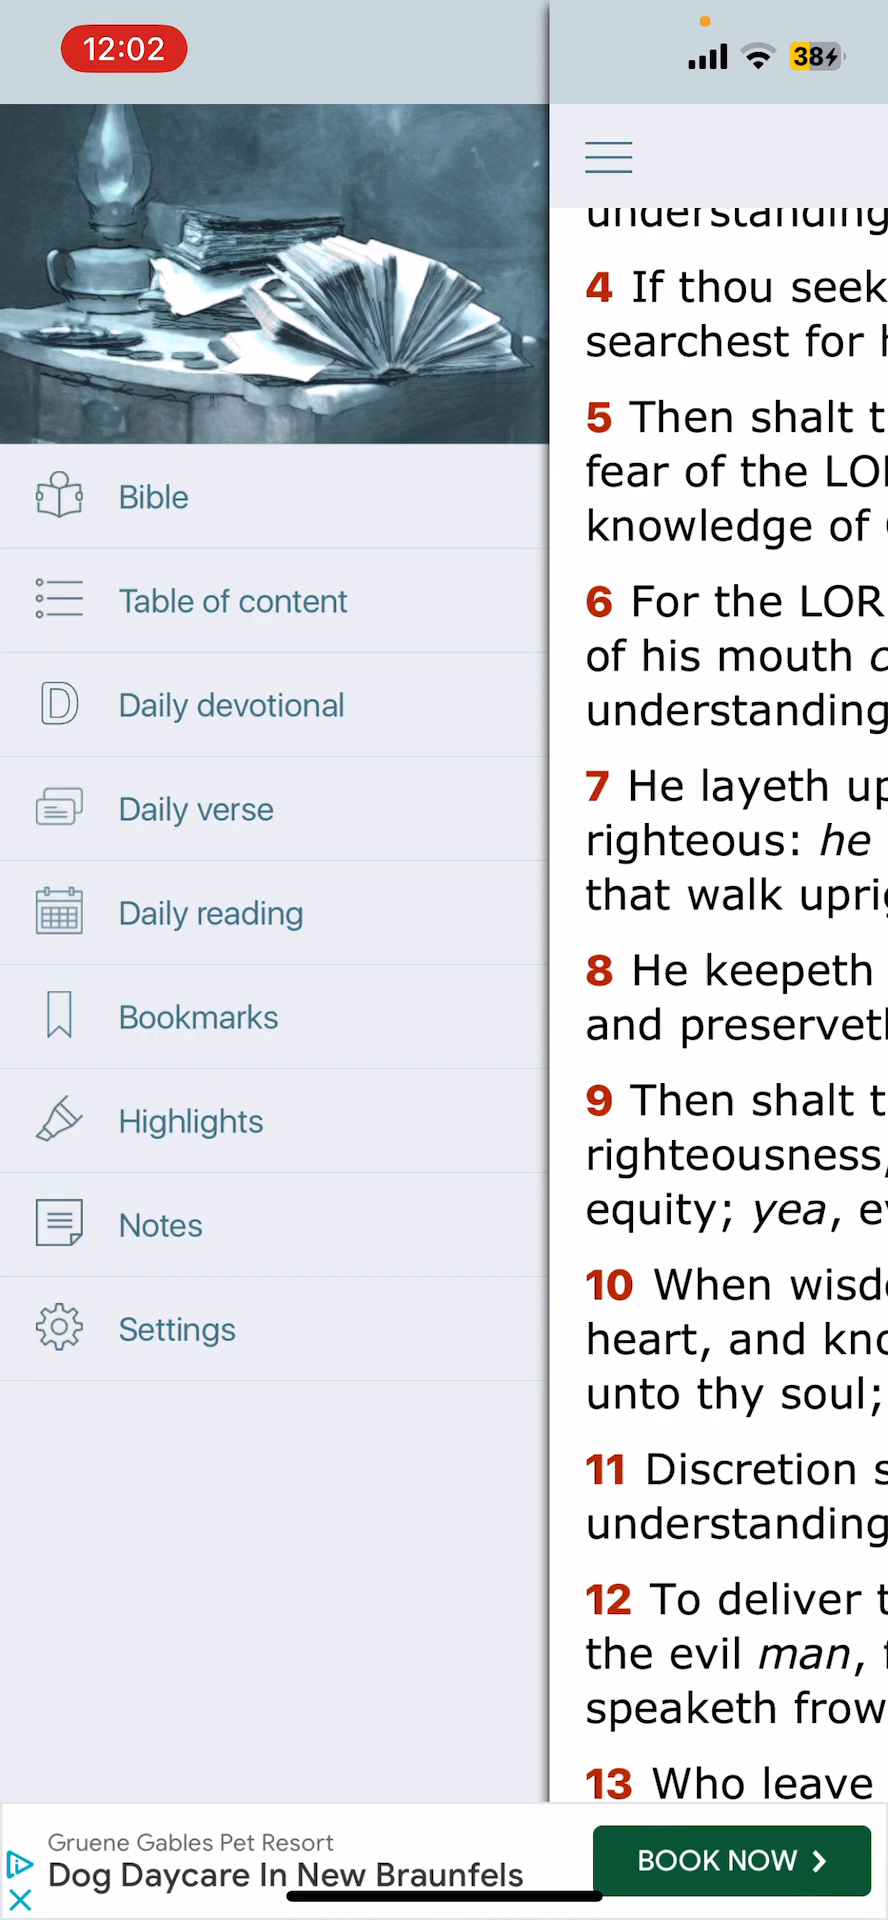 12:02
38
Bible
Table of content
Daily devotional
Daily verse
Daily reading
Bookmarks
Highlights
Notes
Settings
understanding
4 If thou seek
searchest for h
5 Then shalt t
fear of the LO
knowledge of
6 For the LOR
of his mouth c
understanding
7 He layeth up
righteous: he
that walk uprig
8 He keepeth
and preserveth
9 Then shalt t
righteousness,
equity; yea, ev
10 When wisd
heart, and kno
unto thy soul;
11 Discretion s
understanding
12 To deliver t
the evil man, f
speaketh frow
13 Who leave
Gruene Gables Pet Resort
Dog Daycare In New Braunfels
BOOK NOW